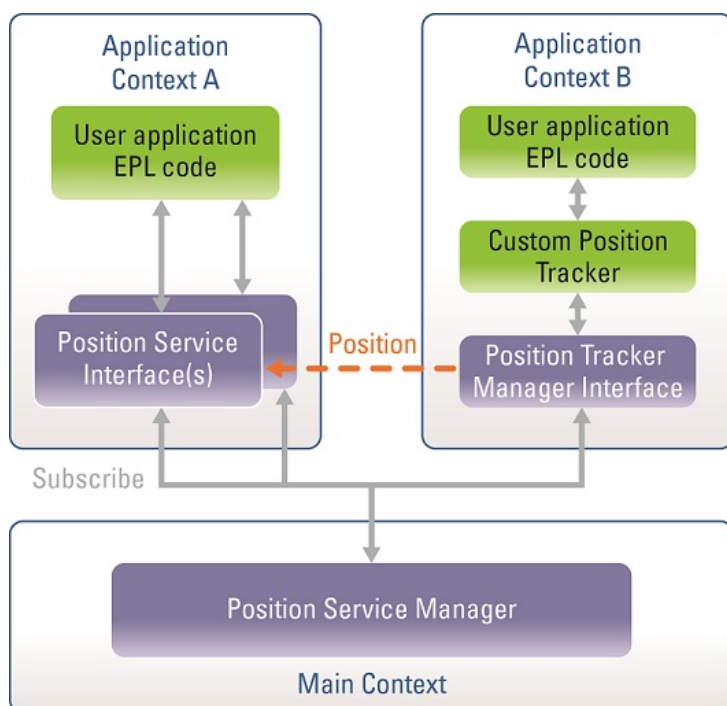 Application
Context A
User application
EPL code
Position Service
Interface(s)
Application
Context B
User application
EPL code
Custom Position
Tracker
Position Tracker
Manager Interface
Position
Subscribe
Position Service Manager
Main Context